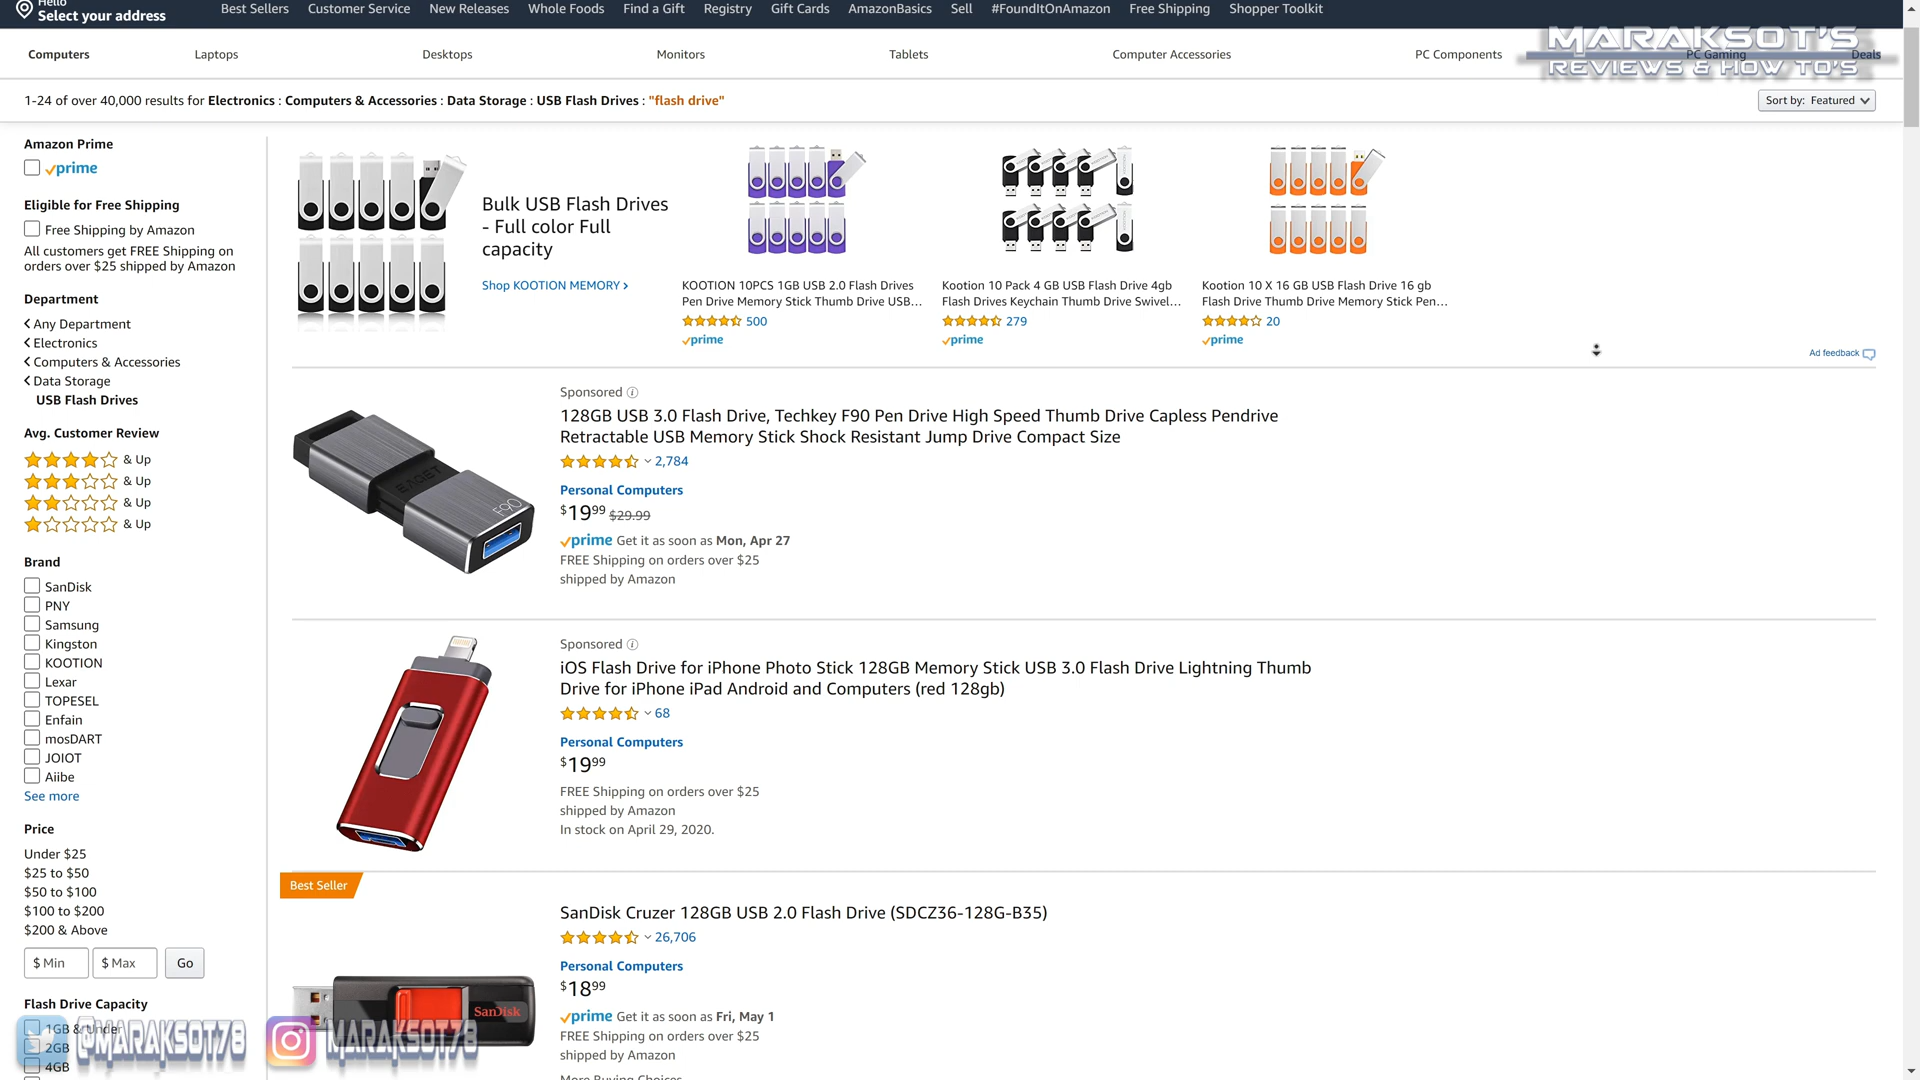 Hello
Select your address
Best Sellers Customer Service New Releases Whole Foods Find a Gift Registry Gift Cards AmazonBasics Sell #FoundItOnAmazon Free Shipping Shopper Toolkit
Computers Laptops Desktops Monitors Tablets Computer Accessories PC Components PC Gaming Deals
MARAKSOT'S
REVIEWS & HOW TO'S
1-24 of over 40,000 results for Electronics : Computers & Accessories : Data Storage : USB Flash Drives : "flash drive"
Sort by: Featured
Amazon Prime
prime
Eligible for Free Shipping
Free Shipping by Amazon
All customers get FREE Shipping on
orders over $25 shipped by Amazon
Department
Any Department
Electronics
Computers & Accessories
Data Storage
USB Flash Drives
Avg. Customer Review
& Up
& Up
& Up
& Up
Brand
SanDisk
PNY
Samsung
Kingston
KOOTION
Lexar
TOPESEL
Enfain
mosDART
JOIOT
Aiibe
See more
Price
Under $25
$25 to $50
$50 to $100
$100 to $200
$200 & Above
$ Min $ Max Go
Flash Drive Capacity
1GB & Under
2GB
4GB
Bulk USB Flash Drives
- Full color Full
capacity
Shop KOOTION MEMORY ›
KOOTION 10PCS 1GB USB 2.0 Flash Drives
Pen Drive Memory Stick Thumb Drive USB…
500
prime
Kootion 10 Pack 4 GB USB Flash Drive 4gb
Flash Drives Keychain Thumb Drive Swivel…
279
prime
Kootion 10 X 16 GB USB Flash Drive 16 gb
Flash Drive Thumb Drive Memory Stick Pen…
20
prime
Ad feedback
Sponsored
128GB USB 3.0 Flash Drive, Techkey F90 Pen Drive High Speed Thumb Drive Capless Pendrive
Retractable USB Memory Stick Shock Resistant Jump Drive Compact Size
2,784
Personal Computers
$19.99 $29.99
prime Get it as soon as Mon, Apr 27
FREE Shipping on orders over $25
shipped by Amazon
EAGET
F90
Sponsored
iOS Flash Drive for iPhone Photo Stick 128GB Memory Stick USB 3.0 Flash Drive Lightning Thumb
Drive for iPhone iPad Android and Computers (red 128gb)
68
Personal Computers
$19.99
FREE Shipping on orders over $25
shipped by Amazon
In stock on April 29, 2020.
Best Seller
SanDisk Cruzer 128GB USB 2.0 Flash Drive (SDCZ36-128G-B35)
26,706
Personal Computers
$18.99
prime Get it as soon as Fri, May 1
FREE Shipping on orders over $25
shipped by Amazon
More Buying Choices
SanDisk
@MARAKSOT78
MARAKSOT78